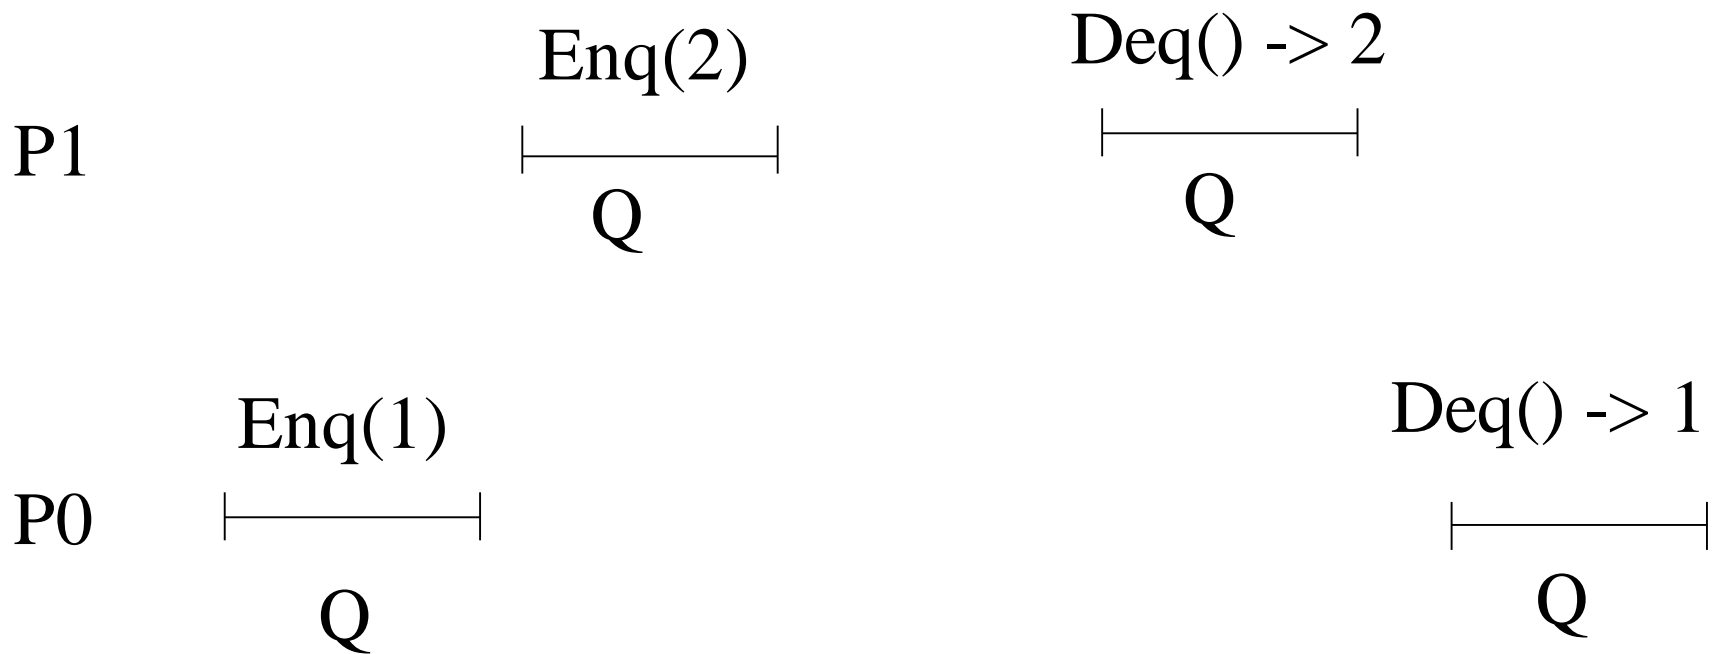 Enq(2)
Deq() -> 2
P1
Q
Q
Enq(1)
Deq() -> 1
P0
Q
Q